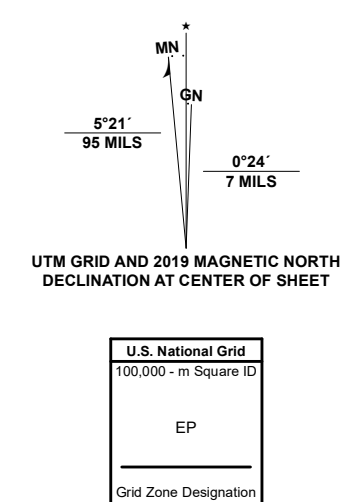 ★
MN
GN
5°21´
95 MILS
0°24´
7 MILS
UTM GRID AND 2019 MAGNETIC NORTH
DECLINATION AT CENTER OF SHEET
U.S. National Grid
100,000 - m Square ID
EP
Grid Zone Designation